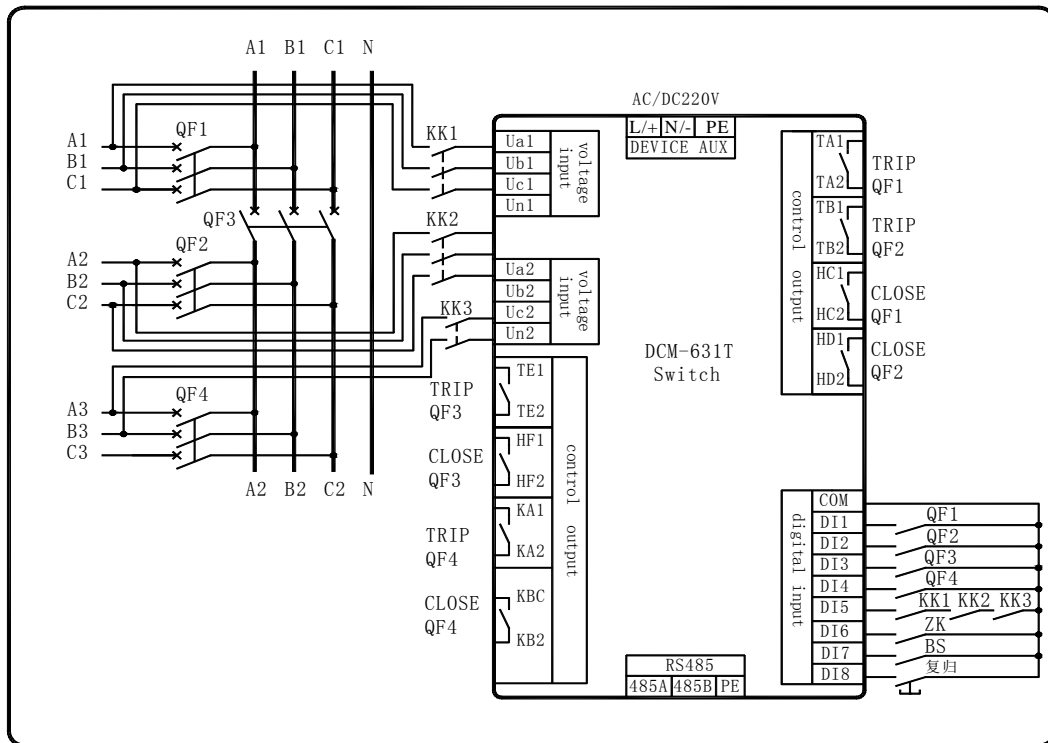 A1 B1 C1 N
A1
B1
C1
QF1
QF3
QF2
A2
B2
C2
QF4
A3
B3
C3
A2 B2 C2 N
KK1
KK2
KK3
AC/DC220V
L/+ N/- PE
DEVICE AUX
Ua1
Ub1
Uc1
Un1
voltage
input
Ua2
Ub2
Uc2
Un2
voltage
input
DCM-631T
Switch
TE1
TE2
TRIP
QF3
HF1
HF2
CLOSE
QF3
KA1
KA2
TRIP
QF4
KBC
KB2
CLOSE
QF4
control output
control output
TA1
TA2
TRIP
QF1
TB1
TB2
TRIP
QF2
HC1
HC2
CLOSE
QF1
HD1
HD2
CLOSE
QF2
digital input
COM
DI1 QF1
DI2 QF2
DI3 QF3
DI4 QF4
DI5 KK1 KK2 KK3
DI6 ZK
DI7 BS
DI8 复归
RS485
485A 485B PE